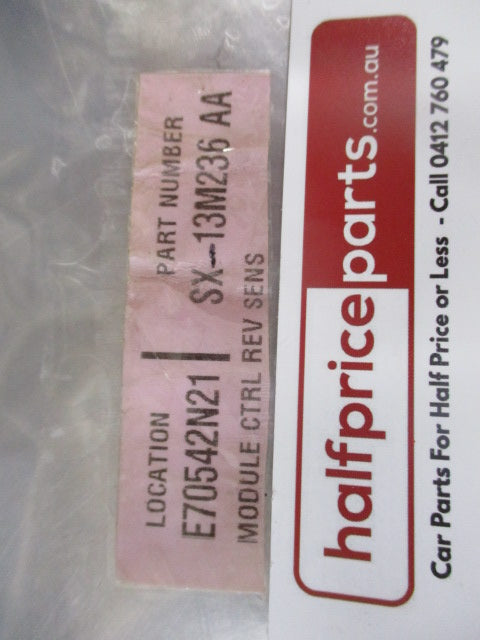 LOCATION PART NUMBER
E70542N21 SX-13M236 AA
MODULE CTRL REV SENS
halfpriceparts.com.au
Car Parts For Half Price or Less - Call 0412 760 479